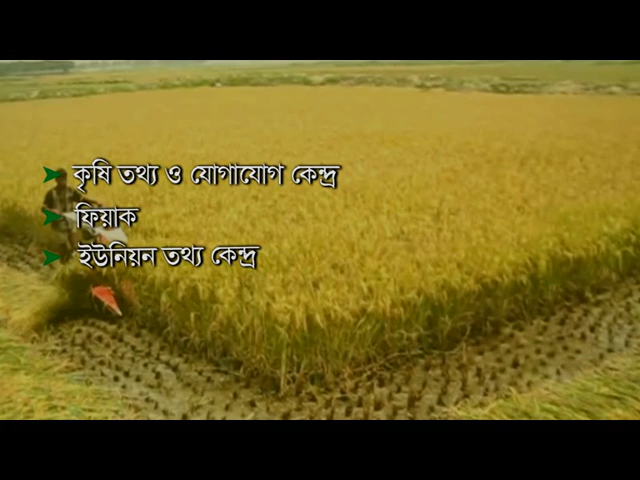 কৃষি তথ্য ও যোগাযোগ কেন্দ্র
ফিয়াক
ইউনিয়ন তথ্য কেন্দ্র